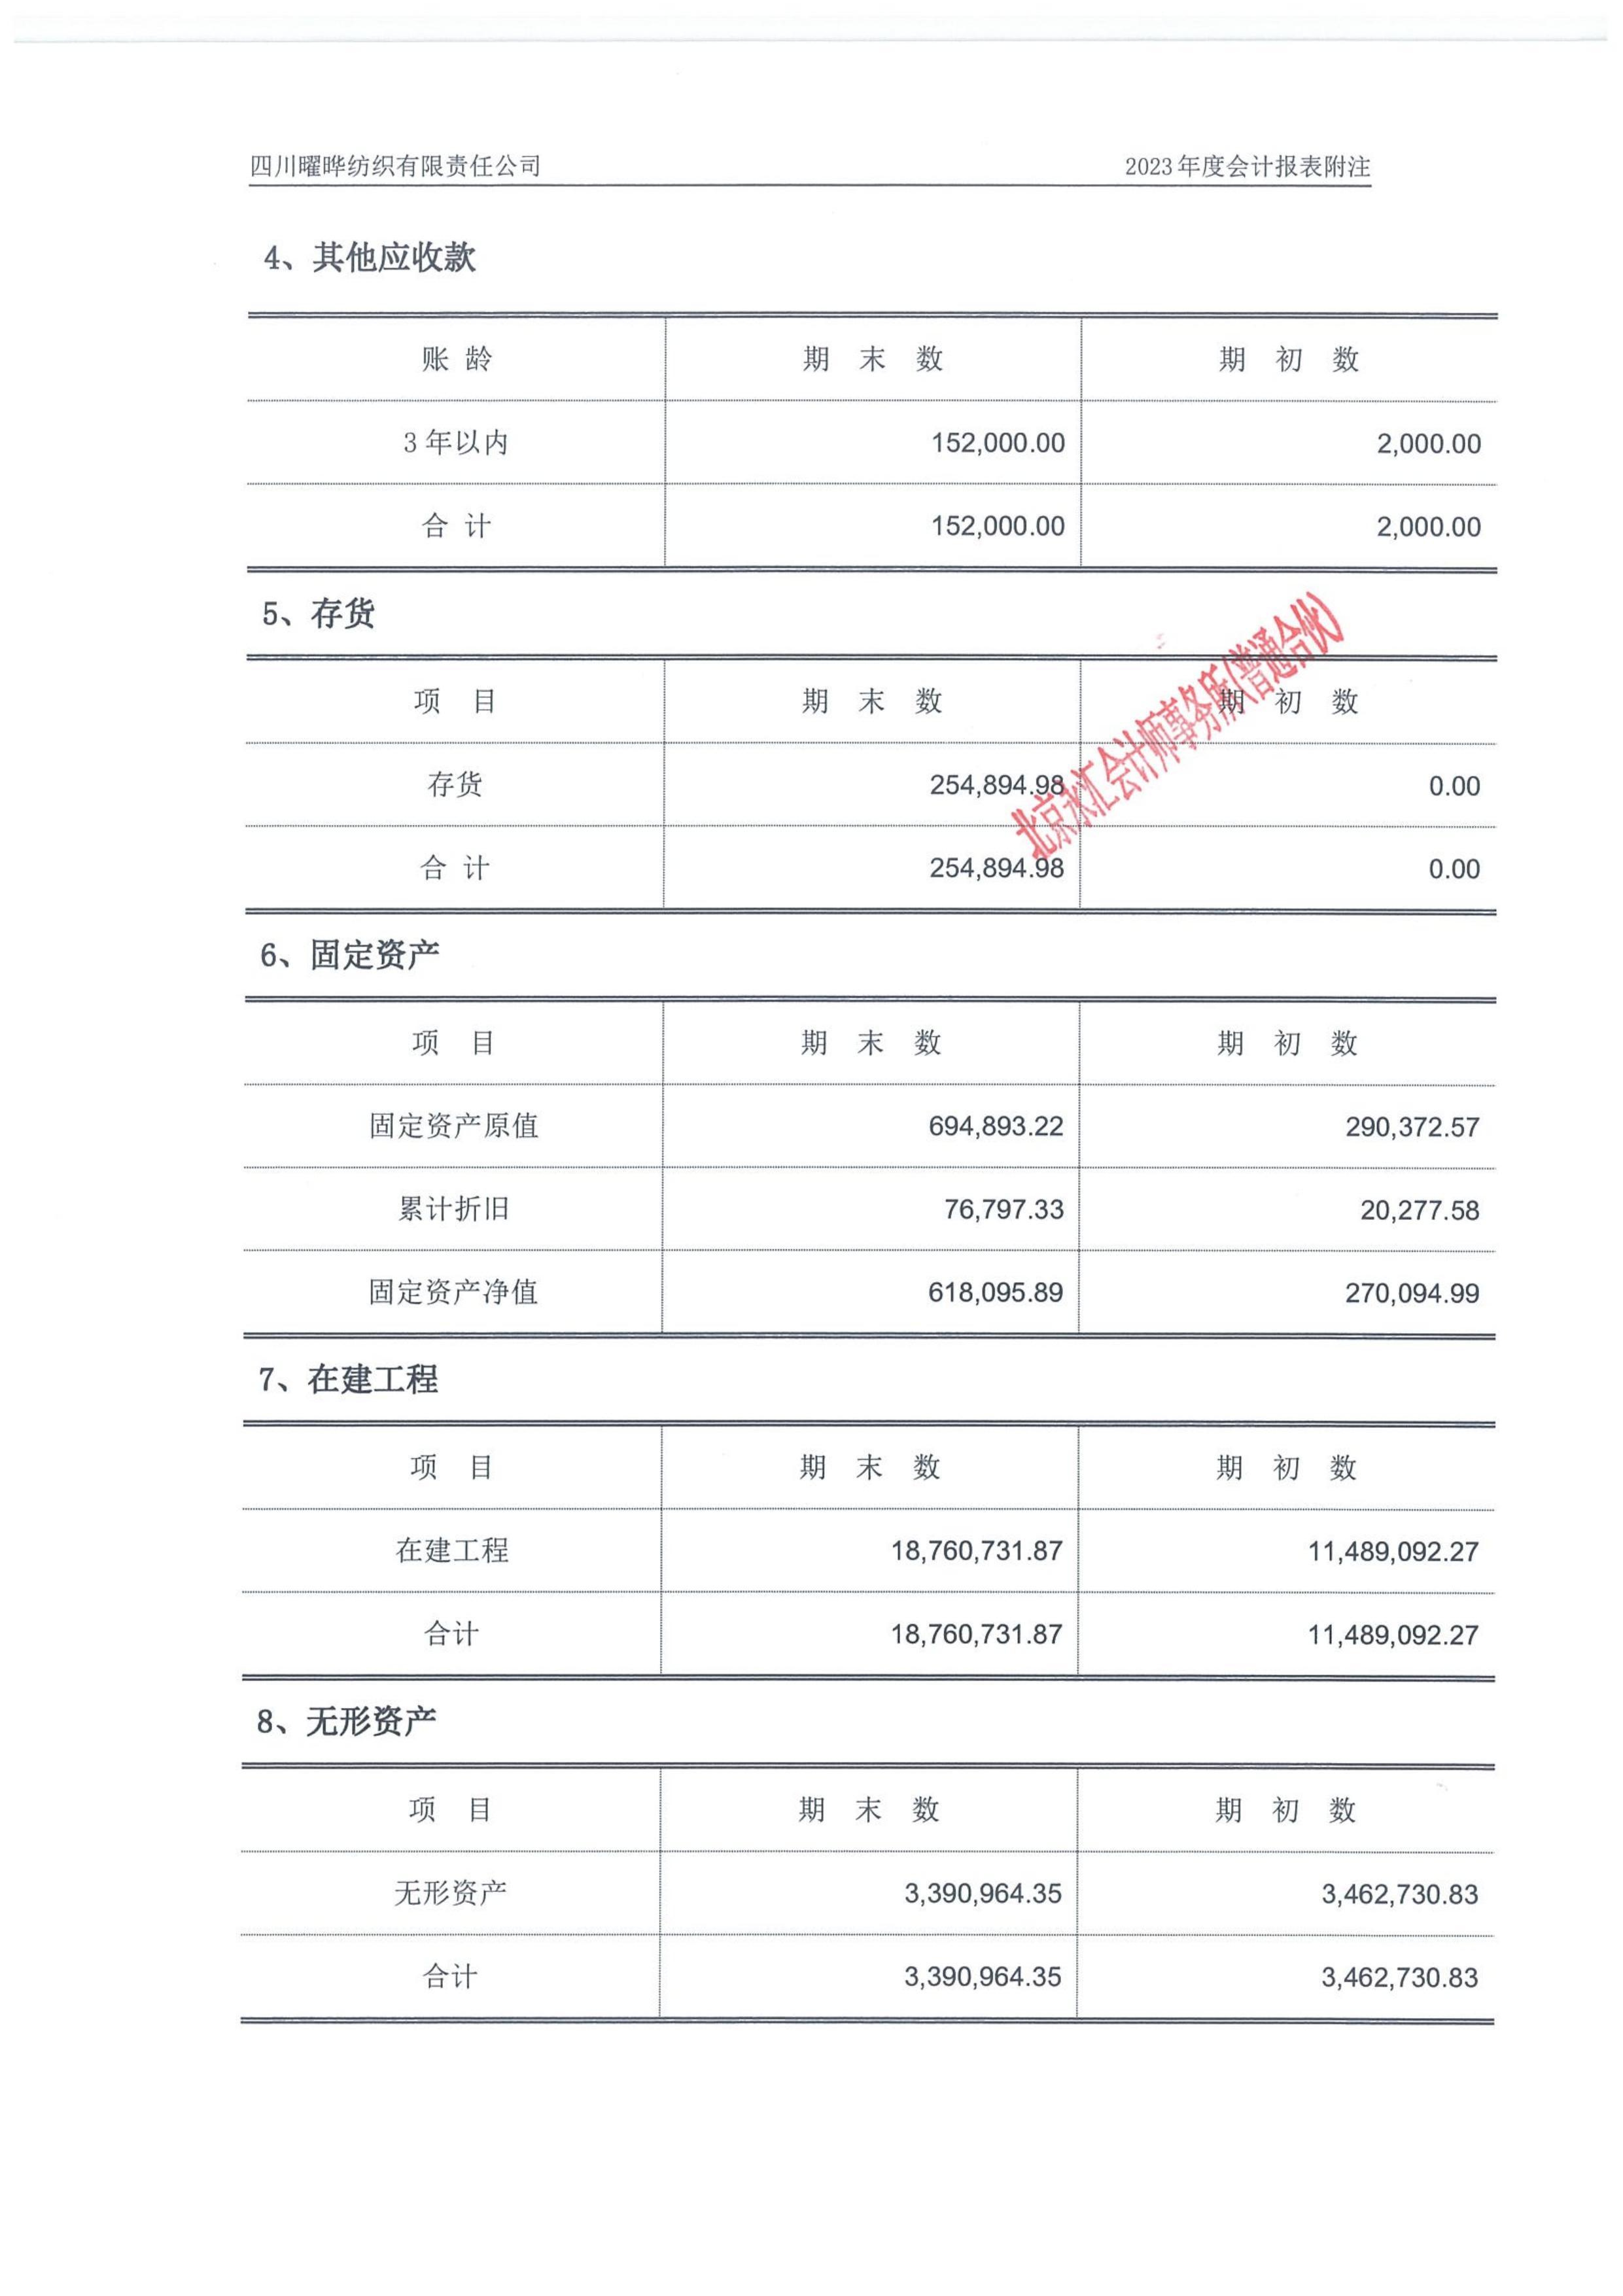 四川曜晔纺织有限责任公司 2023年度会计报表附注
4、其他应收款
账 龄 期 末 数 期 初 数
3 年以内 152,000.00 2,000.00
合 计 152,000.00 2,000.00
5、存货
项 目 期 末 数 期 初 数
存货 254,894.98 0.00
合 计 254,894.98 0.00
北京永汇会计师事务所(普通合伙)
6、固定资产
项 目 期 末 数 期 初 数
固定资产原值 694,893.22 290,372.57
累计折旧 76,797.33 20,277.58
固定资产净值 618,095.89 270,094.99
7、在建工程
项 目 期 末 数 期 初 数
在建工程 18,760,731.87 11,489,092.27
合计 18,760,731.87 11,489,092.27
8、无形资产
项 目 期 末 数 期 初 数
无形资产 3,390,964.35 3,462,730.83
合计 3,390,964.35 3,462,730.83